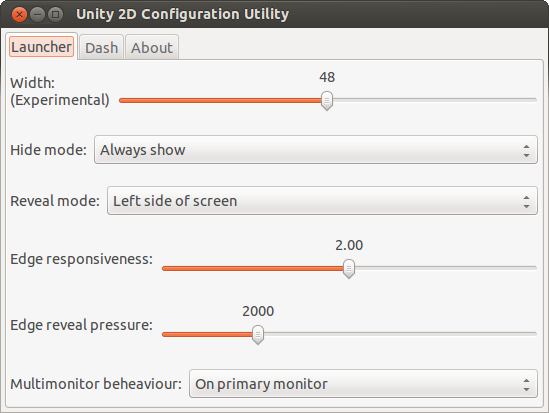 Unity 2D Configuration Utility
Launcher Dash About
48
Width:
(Experimental)
Hide mode: Always show
Reveal mode: Left side of screen
2.00
Edge responsiveness:
2000
Edge reveal pressure:
Multimonitor beheaviour: On primary monitor